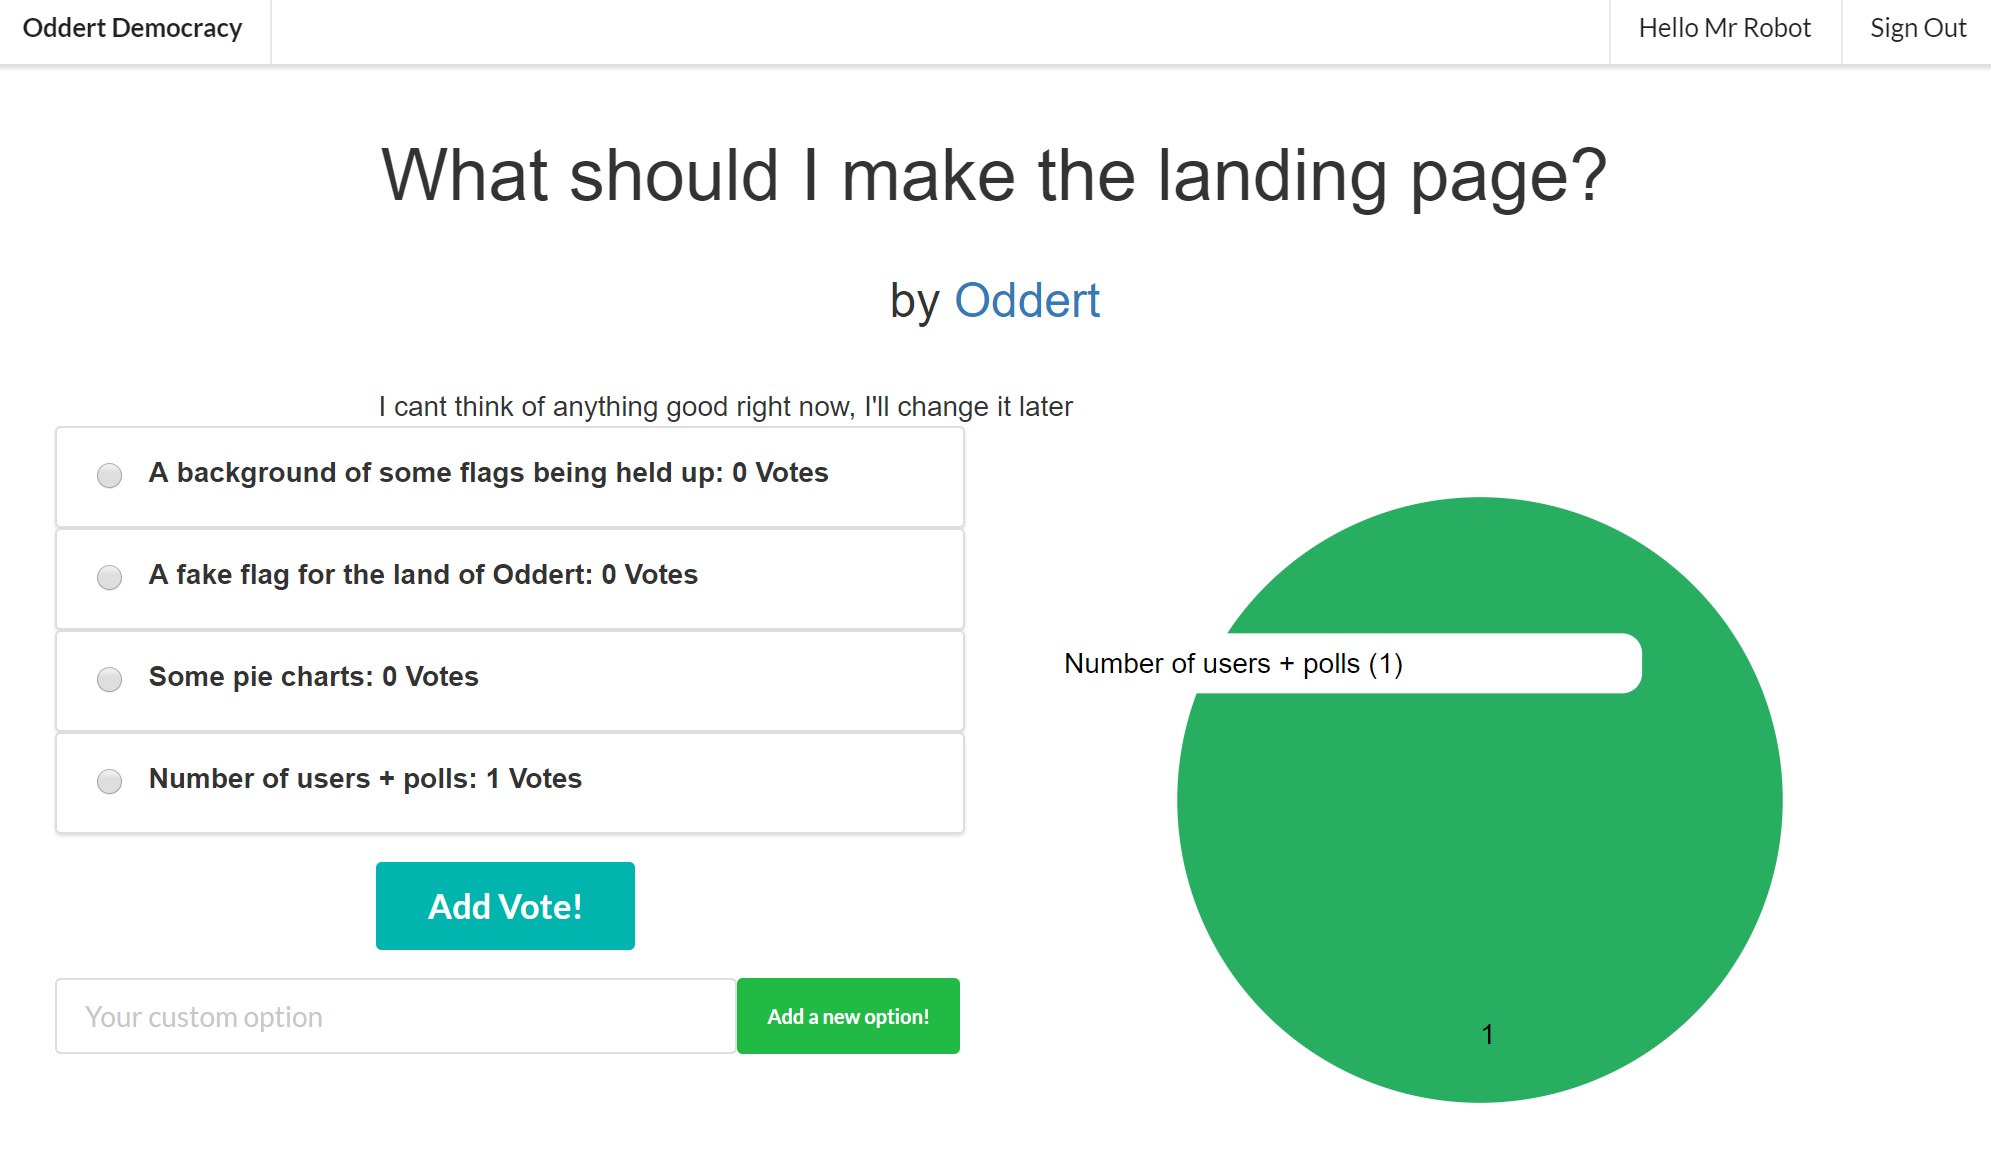 Oddert Democracy
Hello Mr Robot
Sign Out
What should I make the landing page?
by Oddert
I cant think of anything good right now, I'll change it later
A background of some flags being held up: 0 Votes
A fake flag for the land of Oddert: 0 Votes
Some pie charts: 0 Votes
Number of users + polls: 1 Votes
Add Vote!
Your custom option
Add a new option!
Number of users + polls (1)
1